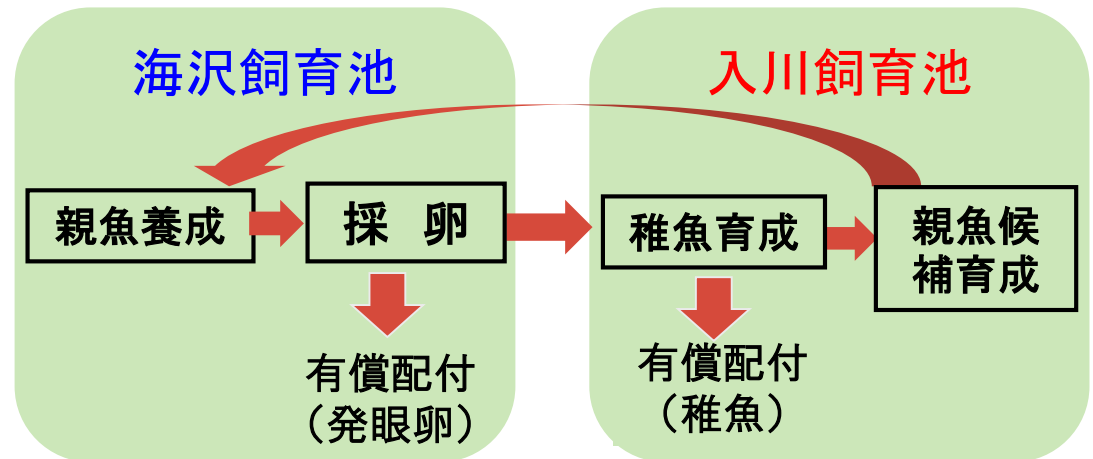 海沢飼育池
入川飼育池
親魚養成
採　卵
稚魚育成
親魚候
補育成
有償配付
（発眼卵）
有償配付
（稚魚）